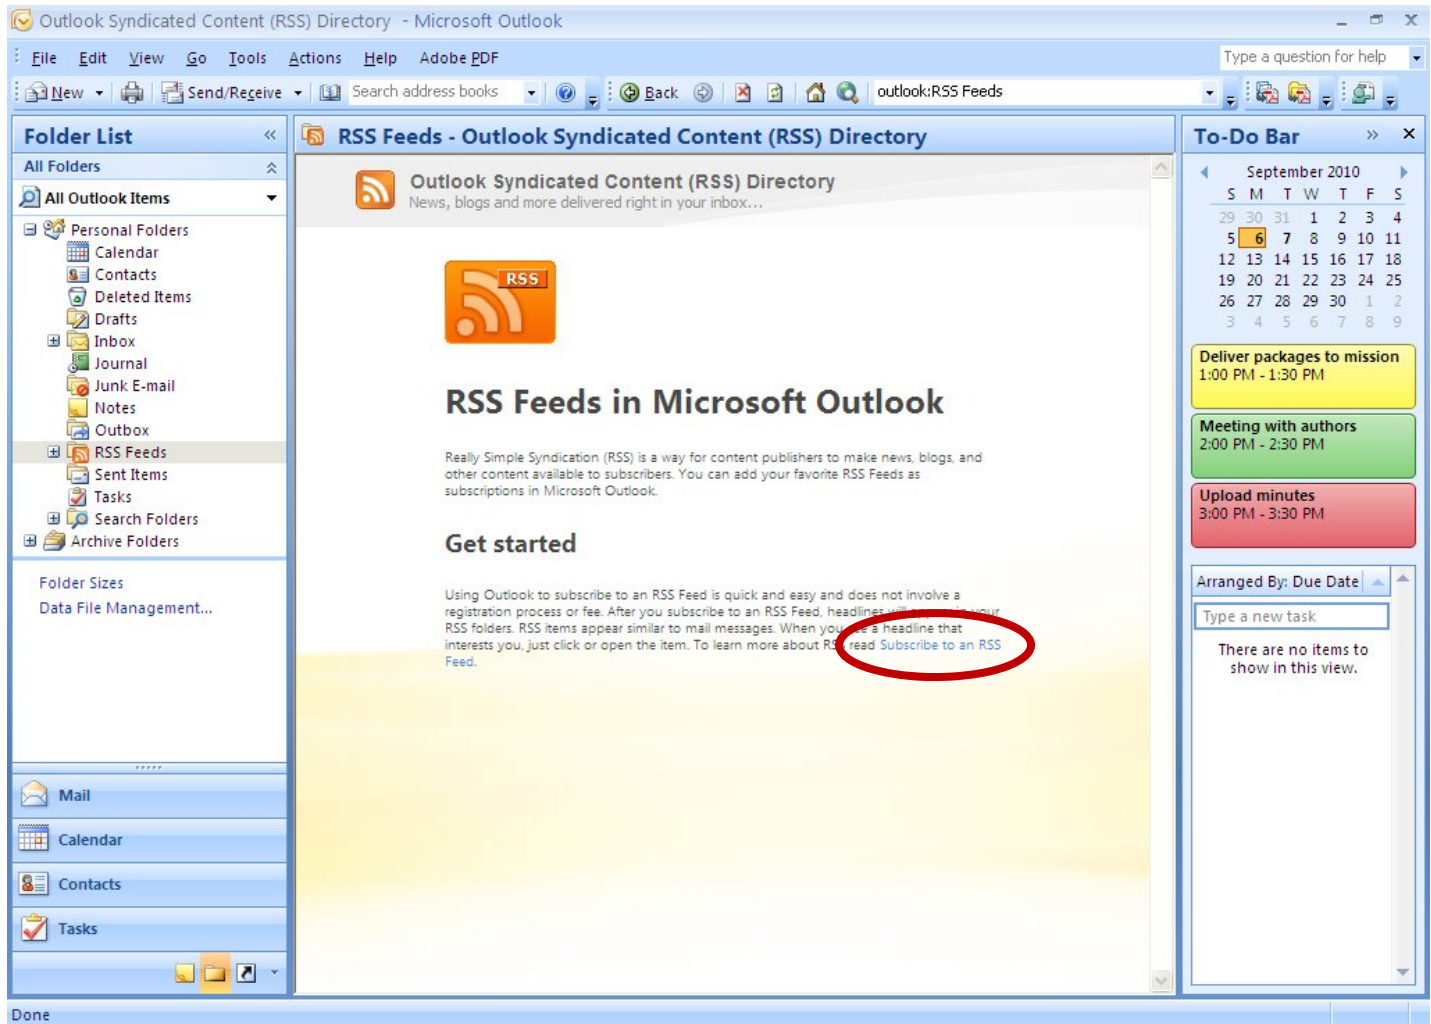 Outlook Syndicated Content (RSS) Directory - Microsoft Outlook
File Edit View Go Tools Actions Help Adobe PDF Type a question for help
New Send/Receive Search address books Back outlook:RSS Feeds
Folder List
All Folders
All Outlook Items
Personal Folders
Calendar
Contacts
Deleted Items
Drafts
Inbox
Journal
Junk E-mail
Notes
Outbox
RSS Feeds
Sent Items
Tasks
Search Folders
Archive Folders
Folder Sizes
Data File Management...
Mail
Calendar
Contacts
Tasks
RSS Feeds - Outlook Syndicated Content (RSS) Directory
Outlook Syndicated Content (RSS) Directory
News, blogs and more delivered right in your inbox...
RSS
RSS Feeds in Microsoft Outlook
Really Simple Syndication (RSS) is a way for content publishers to make news, blogs, and
other content available to subscribers. You can add your favorite RSS Feeds as
subscriptions in Microsoft Outlook.
Get started
Using Outlook to subscribe to an RSS Feed is quick and easy and does not involve a
registration process or fee. After you subscribe to an RSS Feed, headlines will appear in your
RSS folders. RSS items appear similar to mail messages. When you see a headline that
interests you, just click or open the item. To learn more about RSS read Subscribe to an RSS
Feed.
To-Do Bar
September 2010
S M T W T F S
29 30 31 1 2 3 4
5 6 7 8 9 10 11
12 13 14 15 16 17 18
19 20 21 22 23 24 25
26 27 28 29 30 1 2
3 4 5 6 7 8 9
Deliver packages to mission
1:00 PM - 1:30 PM
Meeting with authors
2:00 PM - 2:30 PM
Upload minutes
3:00 PM - 3:30 PM
Arranged By: Due Date
Type a new task
There are no items to
show in this view.
Done